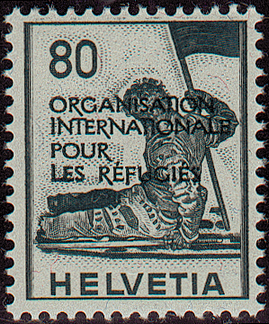 80
ORGANISATION
INTERNATIONALE
POUR
LES RÉFUGIÉS
HELVETIA